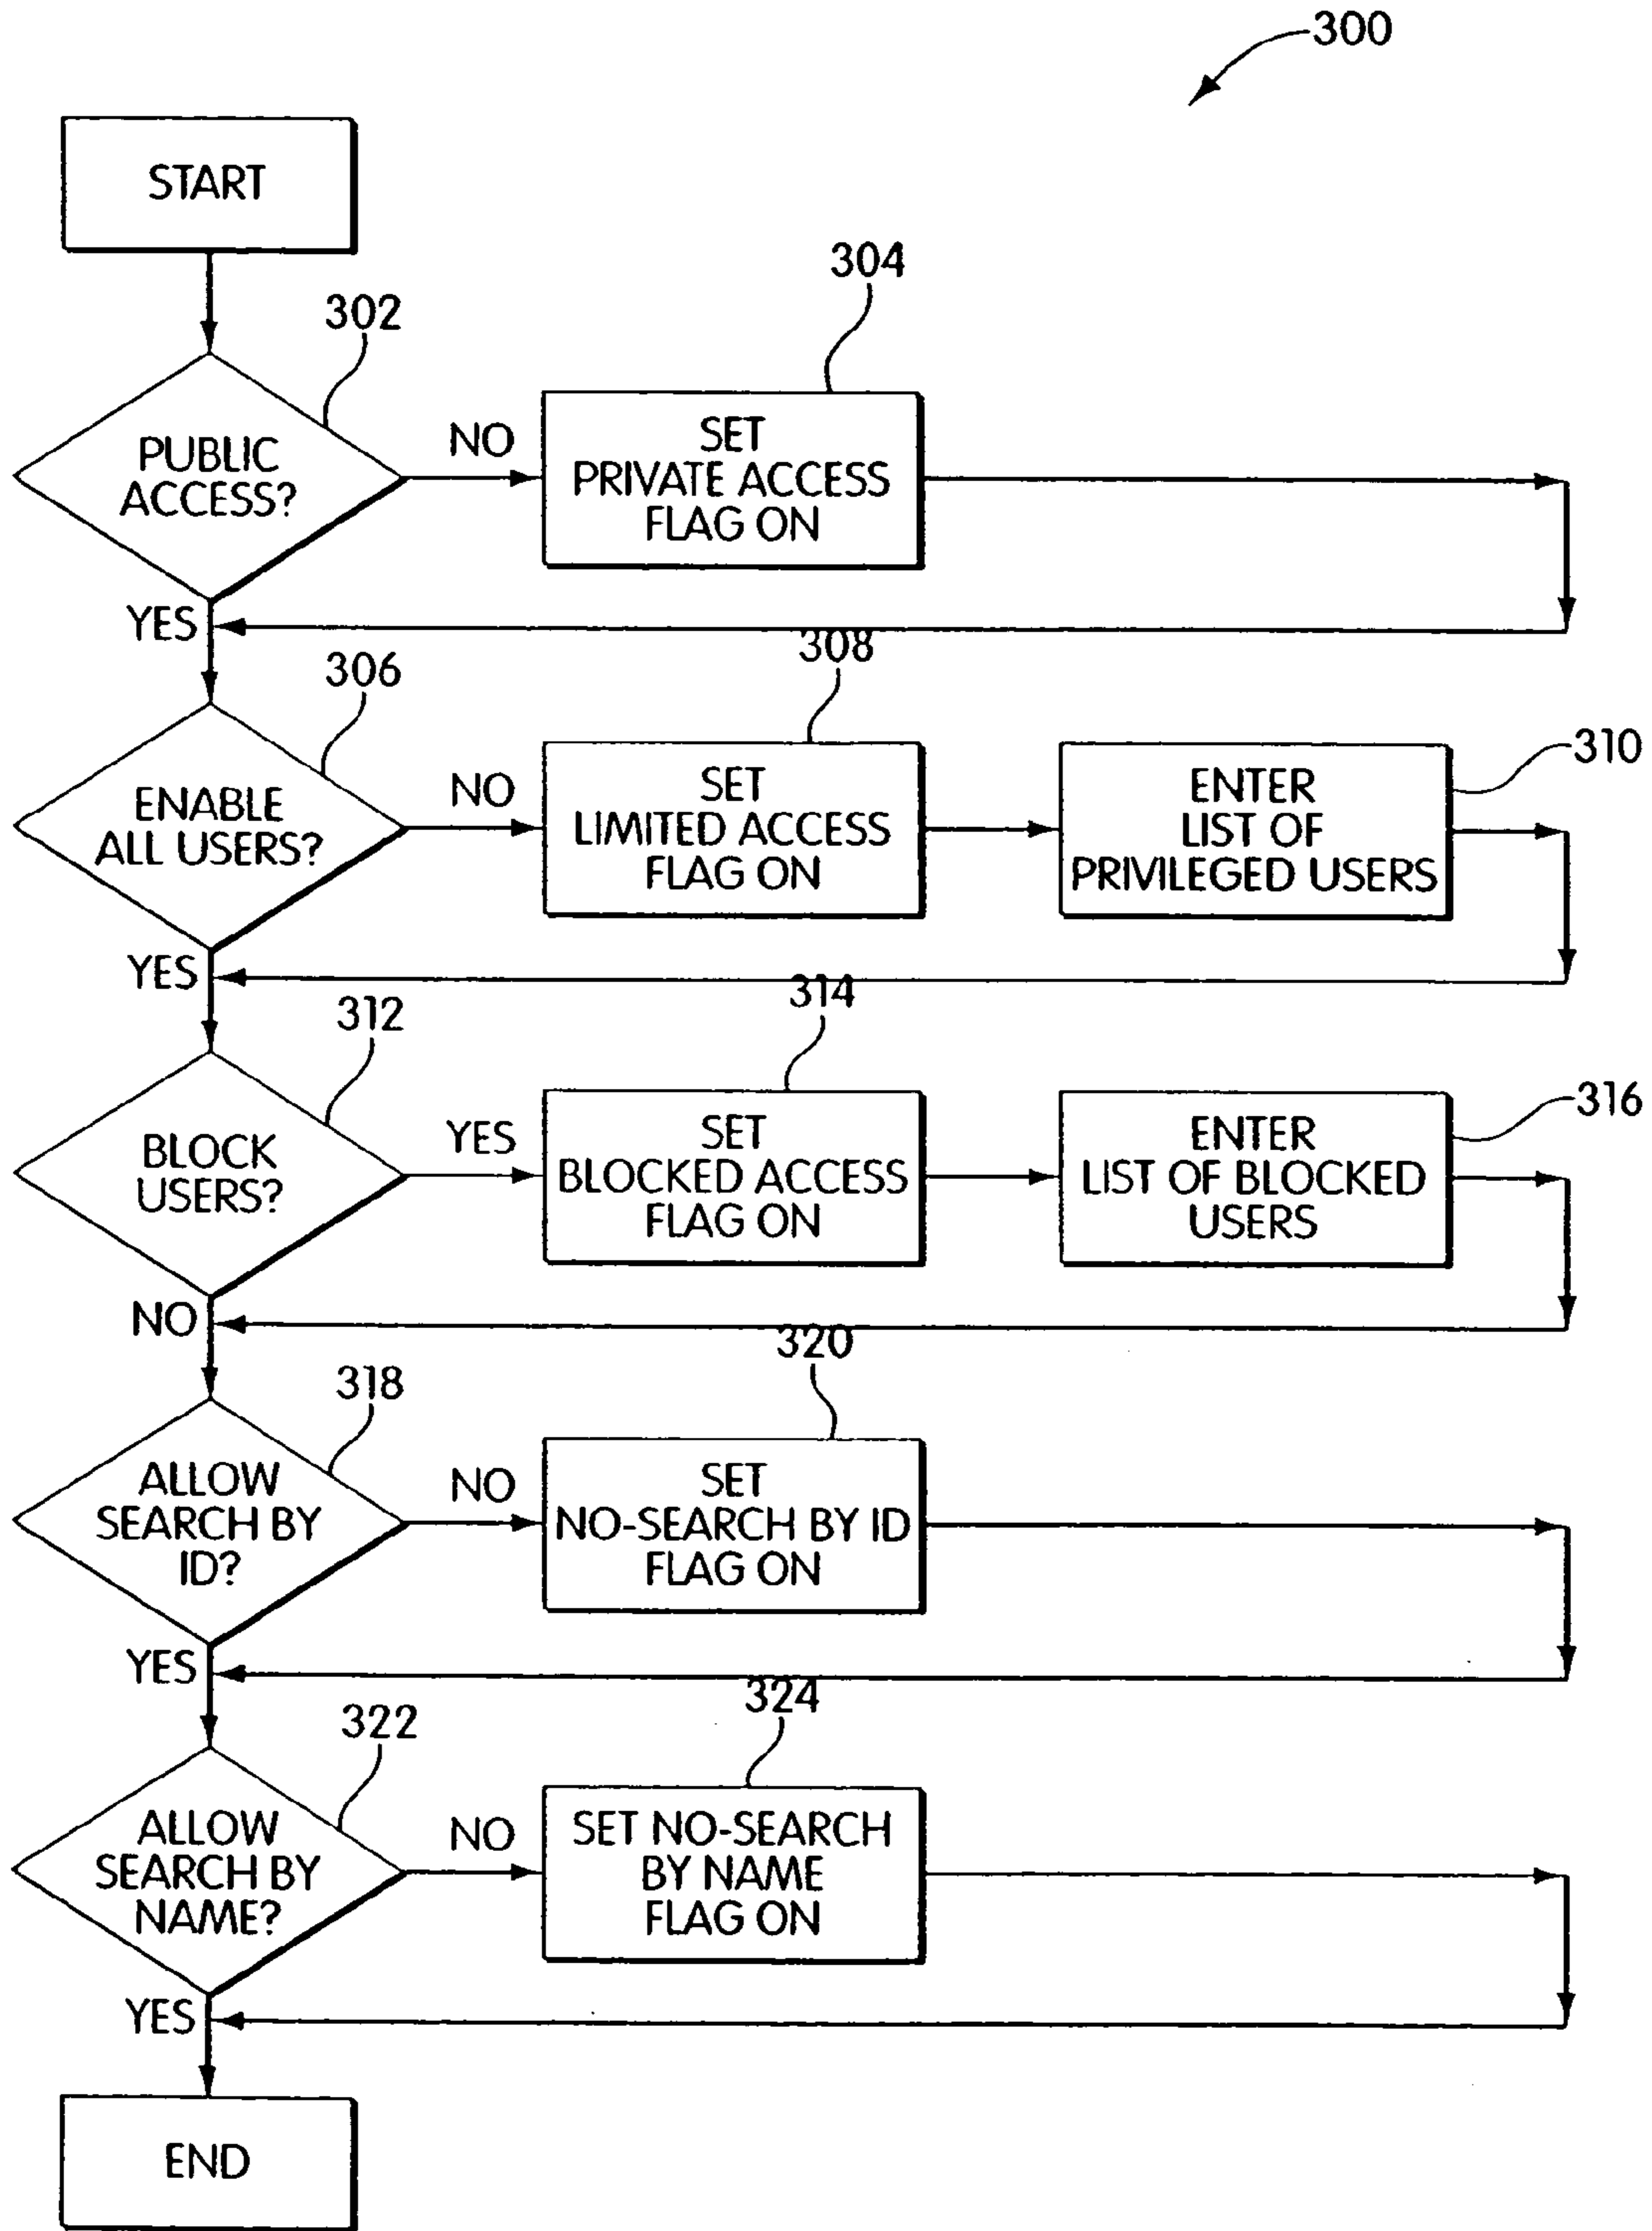 300
START
302
304
PUBLIC
ACCESS?
NO
SET
PRIVATE ACCESS
FLAG ON
YES
306
308
310
ENABLE
ALL USERS?
NO
SET
LIMITED ACCESS
FLAG ON
ENTER
LIST OF
PRIVILEGED USERS
YES
312
314
316
BLOCK
USERS?
YES
SET
BLOCKED ACCESS
FLAG ON
ENTER
LIST OF BLOCKED
USERS
NO
318
320
ALLOW
SEARCH BY
ID?
NO
SET
NO-SEARCH BY ID
FLAG ON
YES
322
324
ALLOW
SEARCH BY
NAME?
NO
SET NO-SEARCH
BY NAME
FLAG ON
YES
END